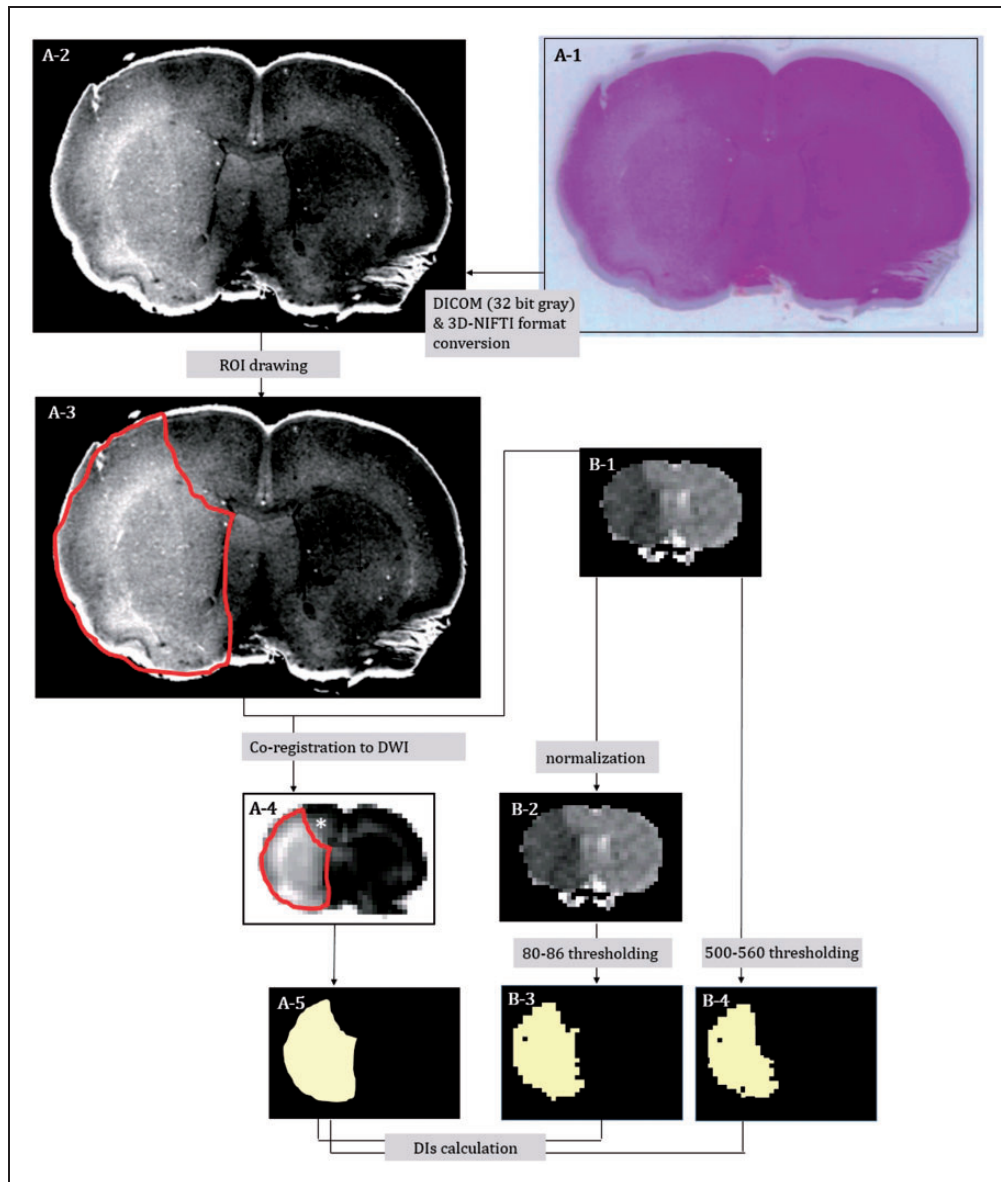 A-2
A-1
DICOM (32 bit gray)
& 3D-NIFTI format
conversion
ROI drawing
A-3
B-1
Co-registration to DWI
normalization
A-4
*
B-2
80-86 thresholding
500-560 thresholding
A-5
B-3
B-4
DIs calculation